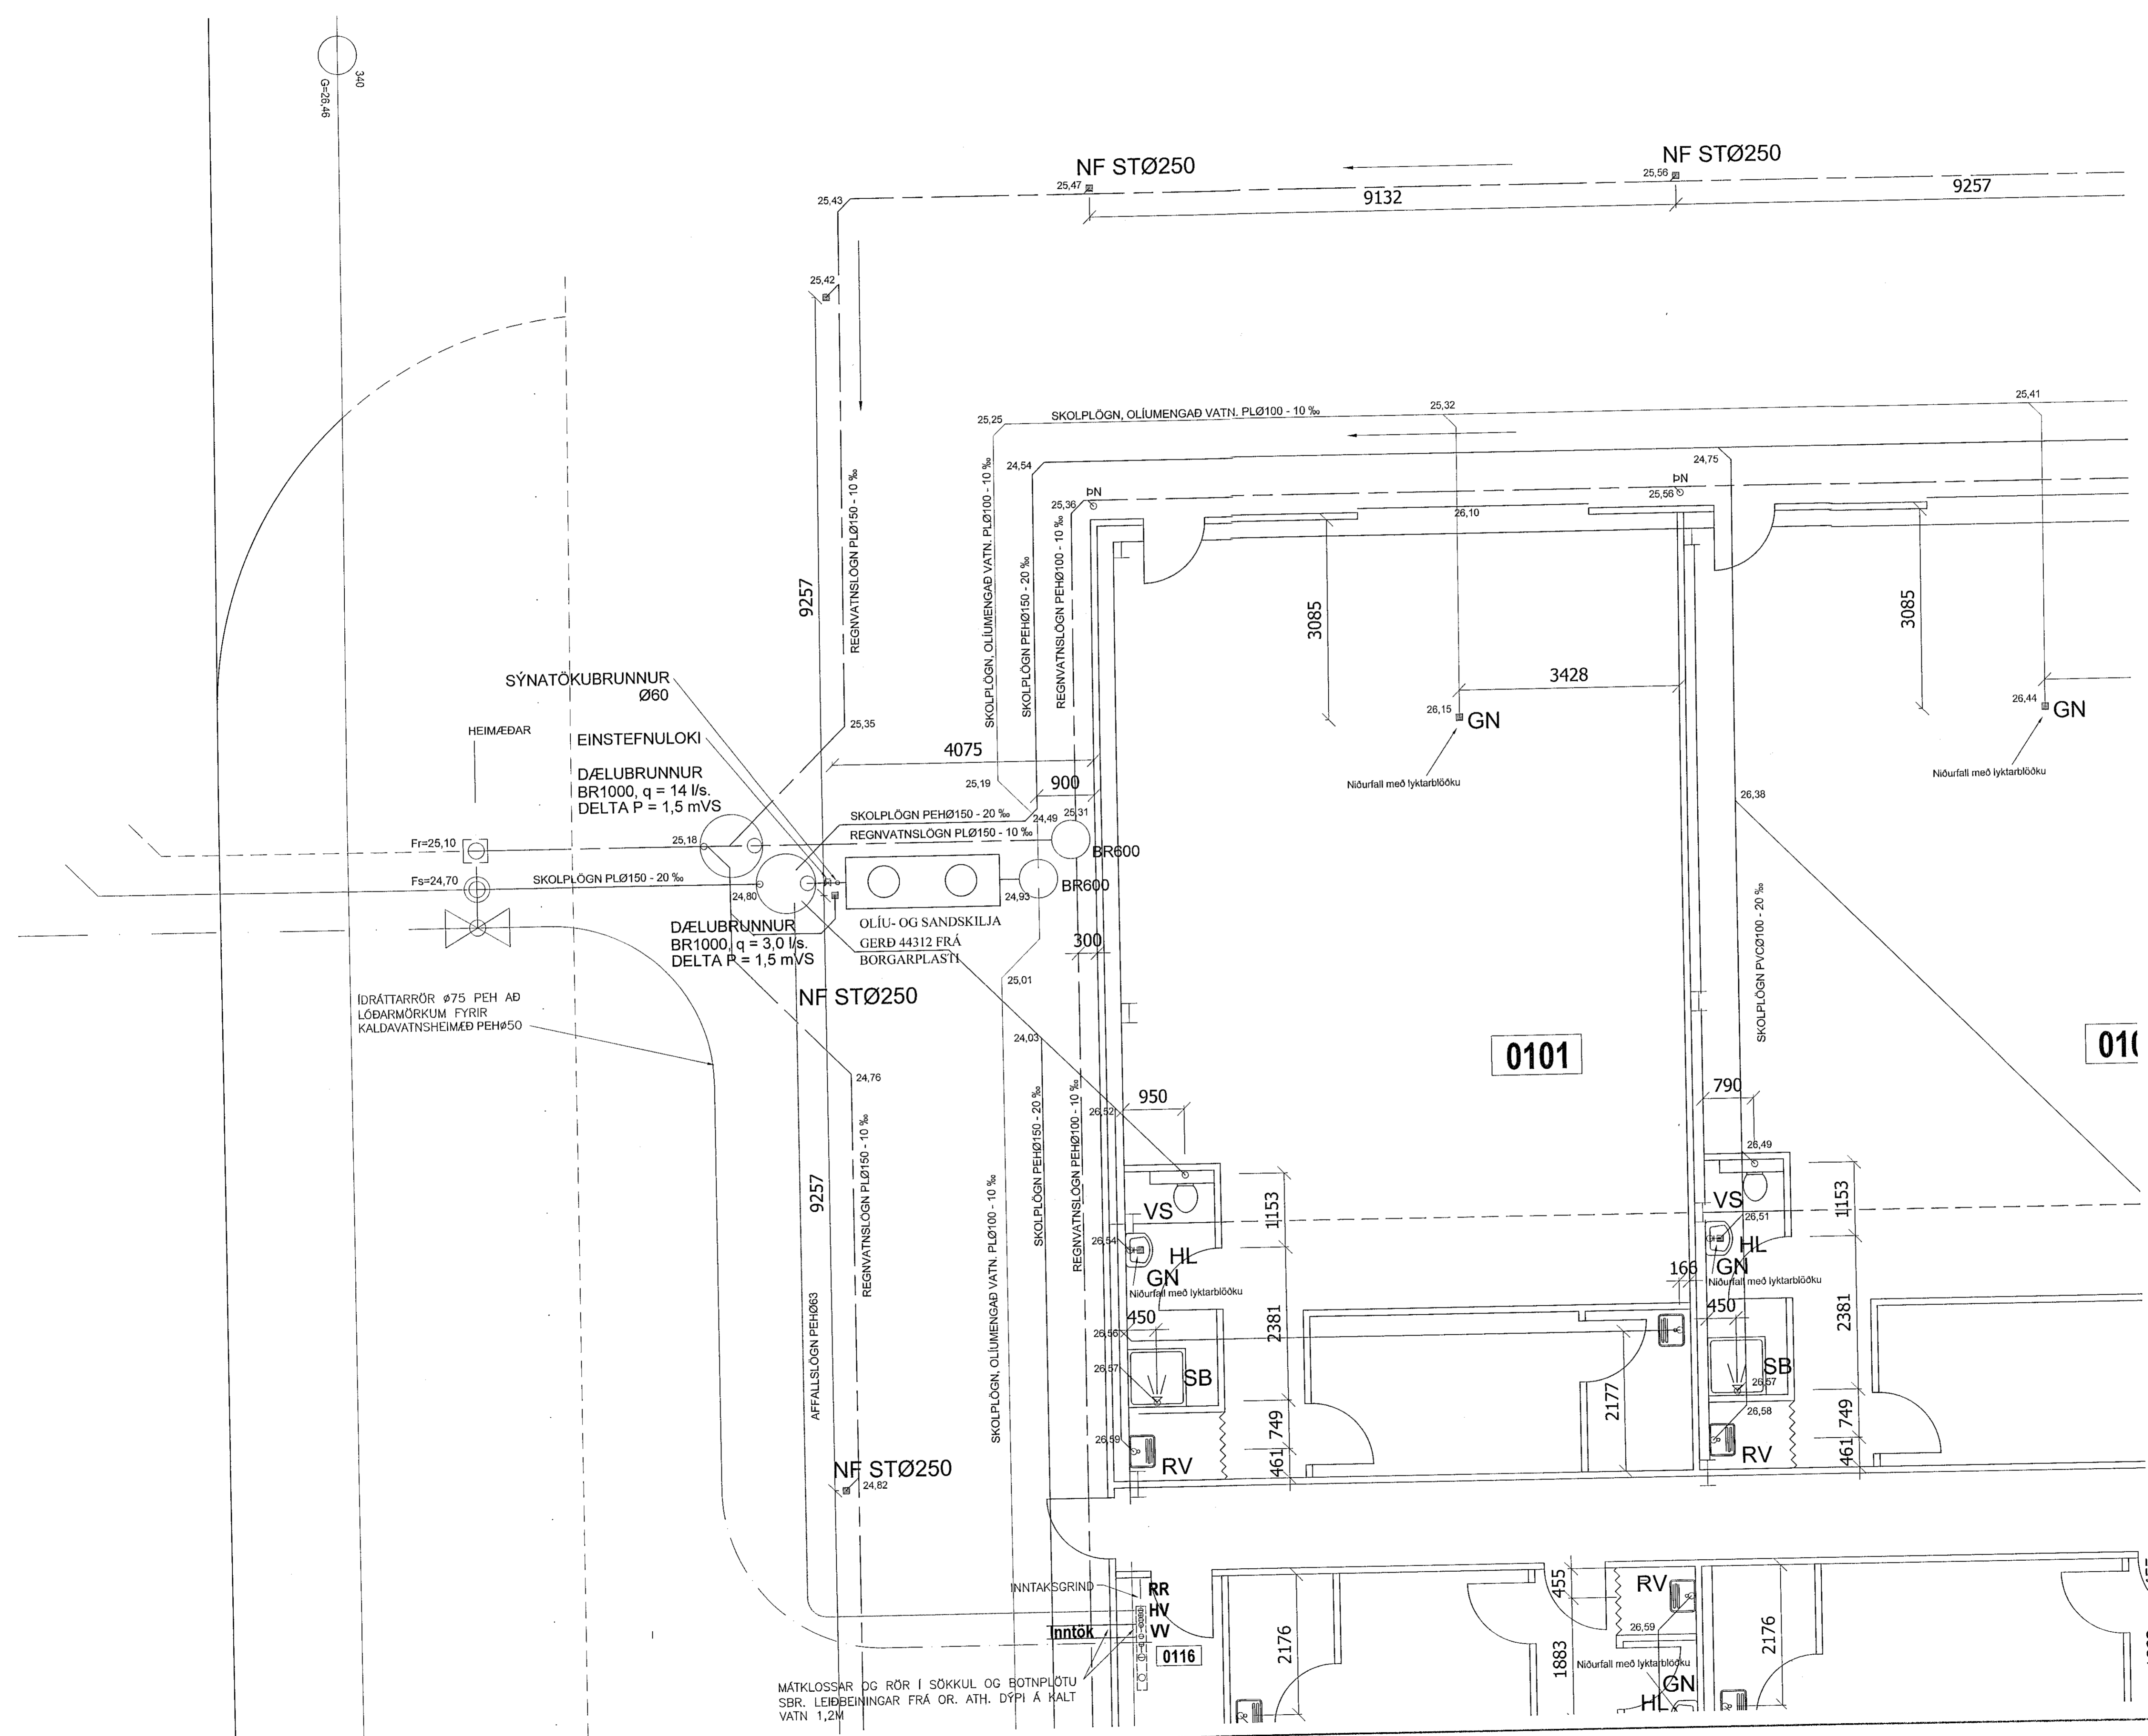 340
G=26,46
NF STØ250
25,47
9132
NF STØ250
25,56
9257
25,43
25,42
9257
REGNVATNSLÖGN PLØ150 - 10 ‰
25,35
25,25
SKOLPLÖGN, OLÍUMENGAÐ VATN. PLØ100 - 10 ‰
25,32
25,41
24,54
24,75
ÞN
25,36
ÞN
25,56
26,10
SKOLPLÖGN, OLÍUMENGAÐ VATN. PLØ100 - 10 ‰
SKOLPLÖGN PEHØ150 - 20 ‰
REGNVATNSLÖGN PEHØ100 - 10 ‰
3085
3428
26,15
GN
Niðurfall með lyktarblöðku
3085
26,44
GN
Niðurfall með lyktarblöðku
SÝNATÖKUBRUNNUR
Ø60
HEIMÆÐAR
EINSTEFNULOKI
DÆLUBRUNNUR
BR1000, q = 14 l/s.
DELTA P = 1,5 mVS
4075
25,19
900
24,49
25,31
SKOLPLÖGN PEHØ150 - 20 ‰
REGNVATNSLÖGN PLØ150 - 10 ‰
Fr=25,10
25,18
BR600
Fs=24,70
SKOLPLÖGN PLØ150 - 20 ‰
24,80
24,93
BR600
DÆLUBRUNNUR
BR1000, q = 3,0 l/s.
DELTA P = 1,5 mVS
OLÍU- OG SANDSKILJA
GERÐ 44312 FRÁ
BORGARPLASTI
300
NF STØ250
25,01
ÍDRÁTTARRÖR ø75 PEH AÐ
LÓÐARMÖRKUM FYRIR
KALDAVATNSHEIMÆÐ PEHø50
24,03
24,76
26,38
SKOLPLÖGN PVCØ100 - 20 ‰
0101
010
9257
AFFALLSLÖGN PEHØ63
REGNVATNSLÖGN PLØ150 - 10 ‰
SKOLPLÖGN, OLÍUMENGAÐ VATN. PLØ100 - 10 ‰
SKOLPLÖGN PEHØ150 - 20 ‰
REGNVATNSLÖGN PEHØ100 - 10 ‰
26,52
950
VS
1153
26,54
HL
GN
Niðurfall með lyktarblöðku
450
2381
26,56
26,57
SB
26,59
RV
749
461
166
2177
790
26,49
VS
26,51
1153
HL
GN
Niðurfall með lyktarblöðku
450
2381
SB
26,57
26,58
749
RV
461
NF STØ250
24,82
INNTAKSGRIND
RR
HV
Inntök
VV
0116
MÁTKLOSSAR OG RÖR Í SÖKKUL OG BOTNPLÖTU
SBR. LEIÐBEININGAR FRÁ OR. ATH. DÝPI Á KALT
VATN 1,2M
2176
455
RV
26,59
1883
Niðurfall með lyktarblöðku
GN
HL
2176